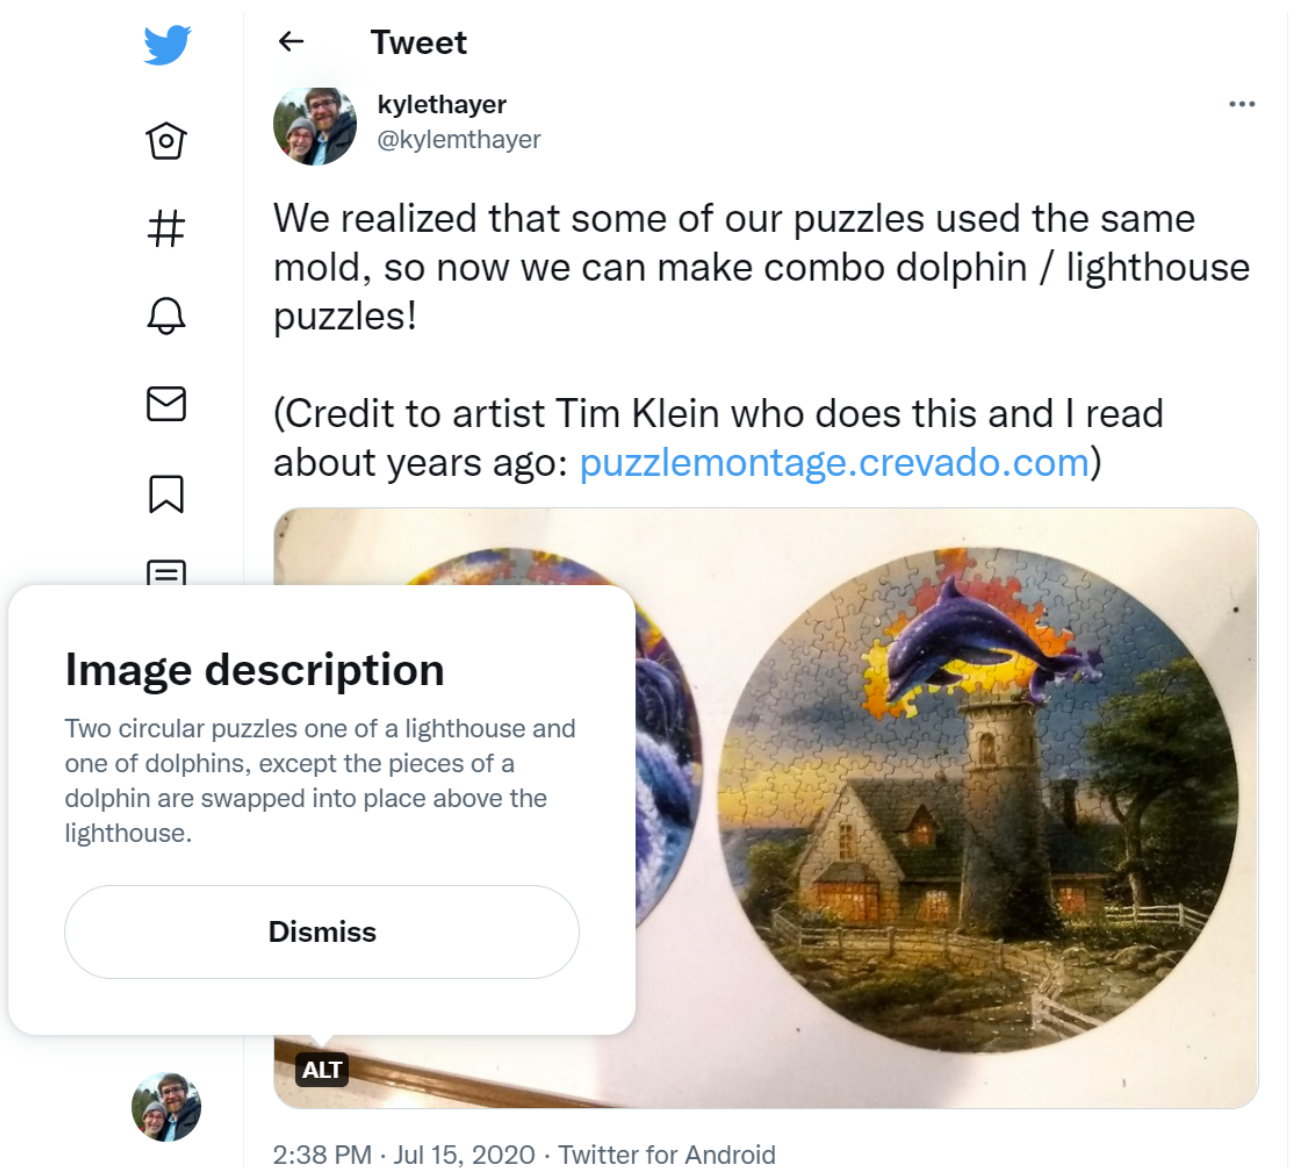 Tweet
kylethayer
@kylemthayer
We realized that some of our puzzles used the same
mold, so now we can make combo dolphin / lighthouse
puzzles!
(Credit to artist Tim Klein who does this and I read
about years ago: puzzlemontage.crevado.com)
Image description
Two circular puzzles one of a lighthouse and
one of dolphins, except the pieces of a
dolphin are swapped into place above the
lighthouse.
Dismiss
ALT
2:38 PM · Jul 15, 2020 · Twitter for Android